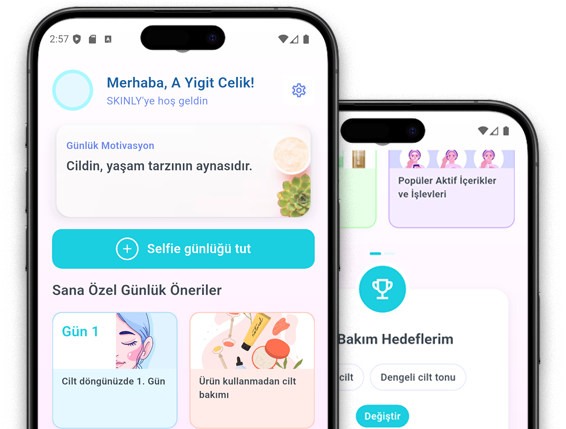 2:57
Merhaba, A Yigit Celik!
SKINLY'ye hoş geldin
Günlük Motivasyon
Cildin, yaşam tarzının aynasıdır.
Selfie günlüğü tut
Sana Özel Günlük Öneriler
Gün 1
Cilt döngünüzde 1. Gün
Ürün kullanmadan cilt
bakımı
Popüler Aktif İçerikler
ve İşlevleri
Bakım Hedeflerim
cilt
Dengeli cilt tonu
Değiştir